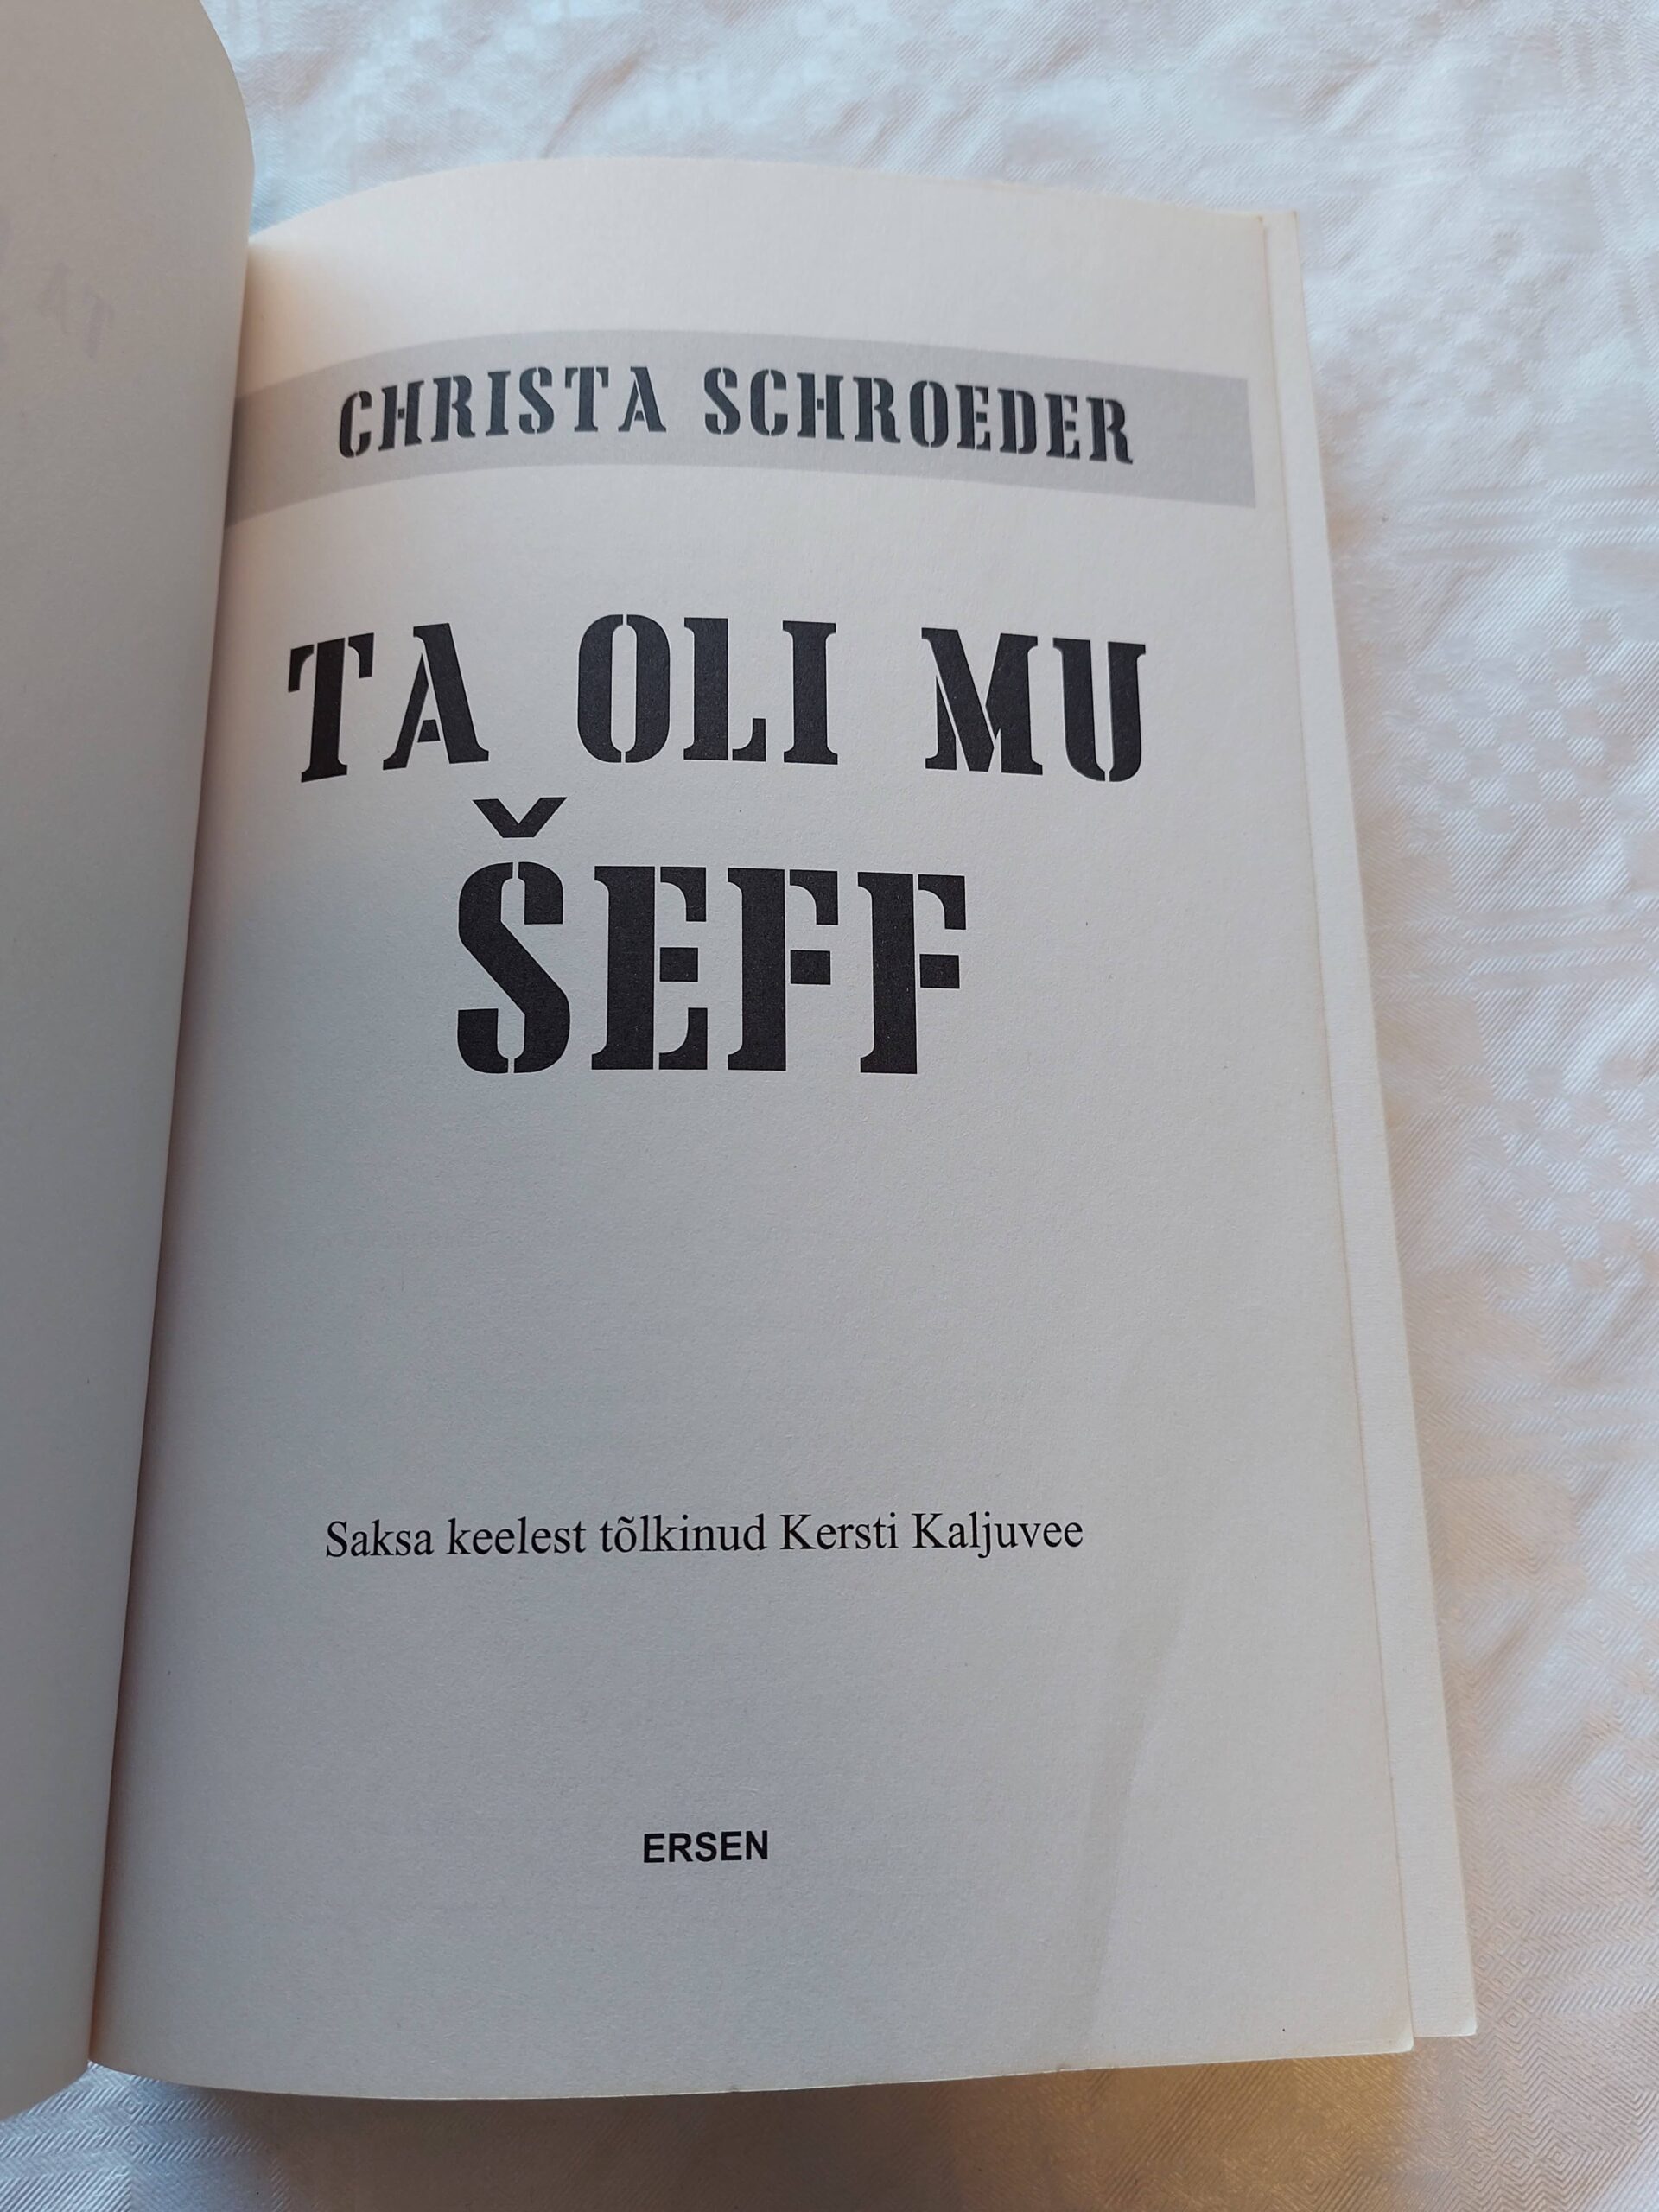 CHRISTA SCHROEDER
TA OLI MU
ŠEFF
Saksa keelest tõlkinud Kersti Kaljuvee
ERSEN